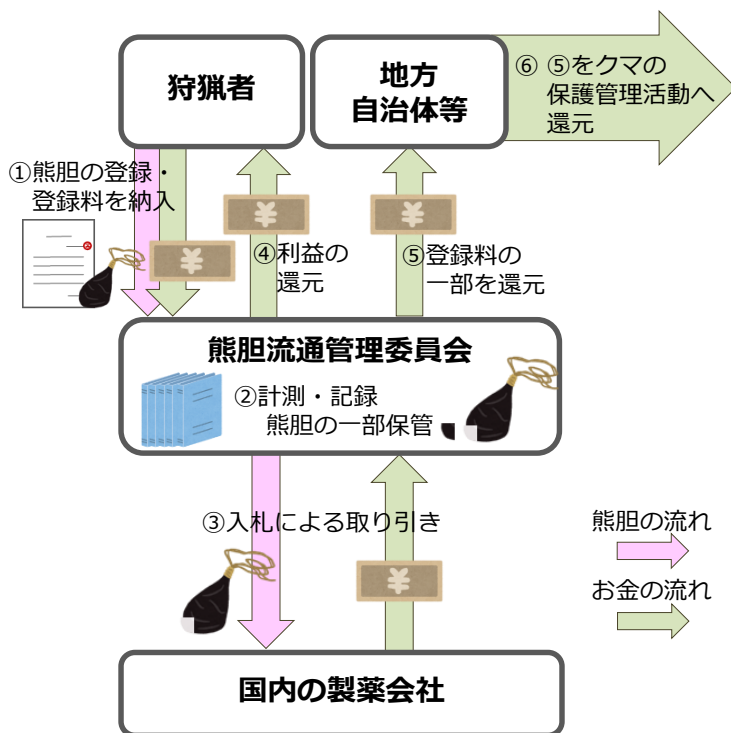 狩猟者
地方
自治体等
⑥ ⑤をクマの
保護管理活動へ
還元
①熊胆の登録・
登録料を納入
¥
¥
¥
④利益の
還元
⑤登録料の
一部を還元
熊胆流通管理委員会
②計測・記録
熊胆の一部保管
③入札による取り引き
¥
熊胆の流れ
お金の流れ
国内の製薬会社